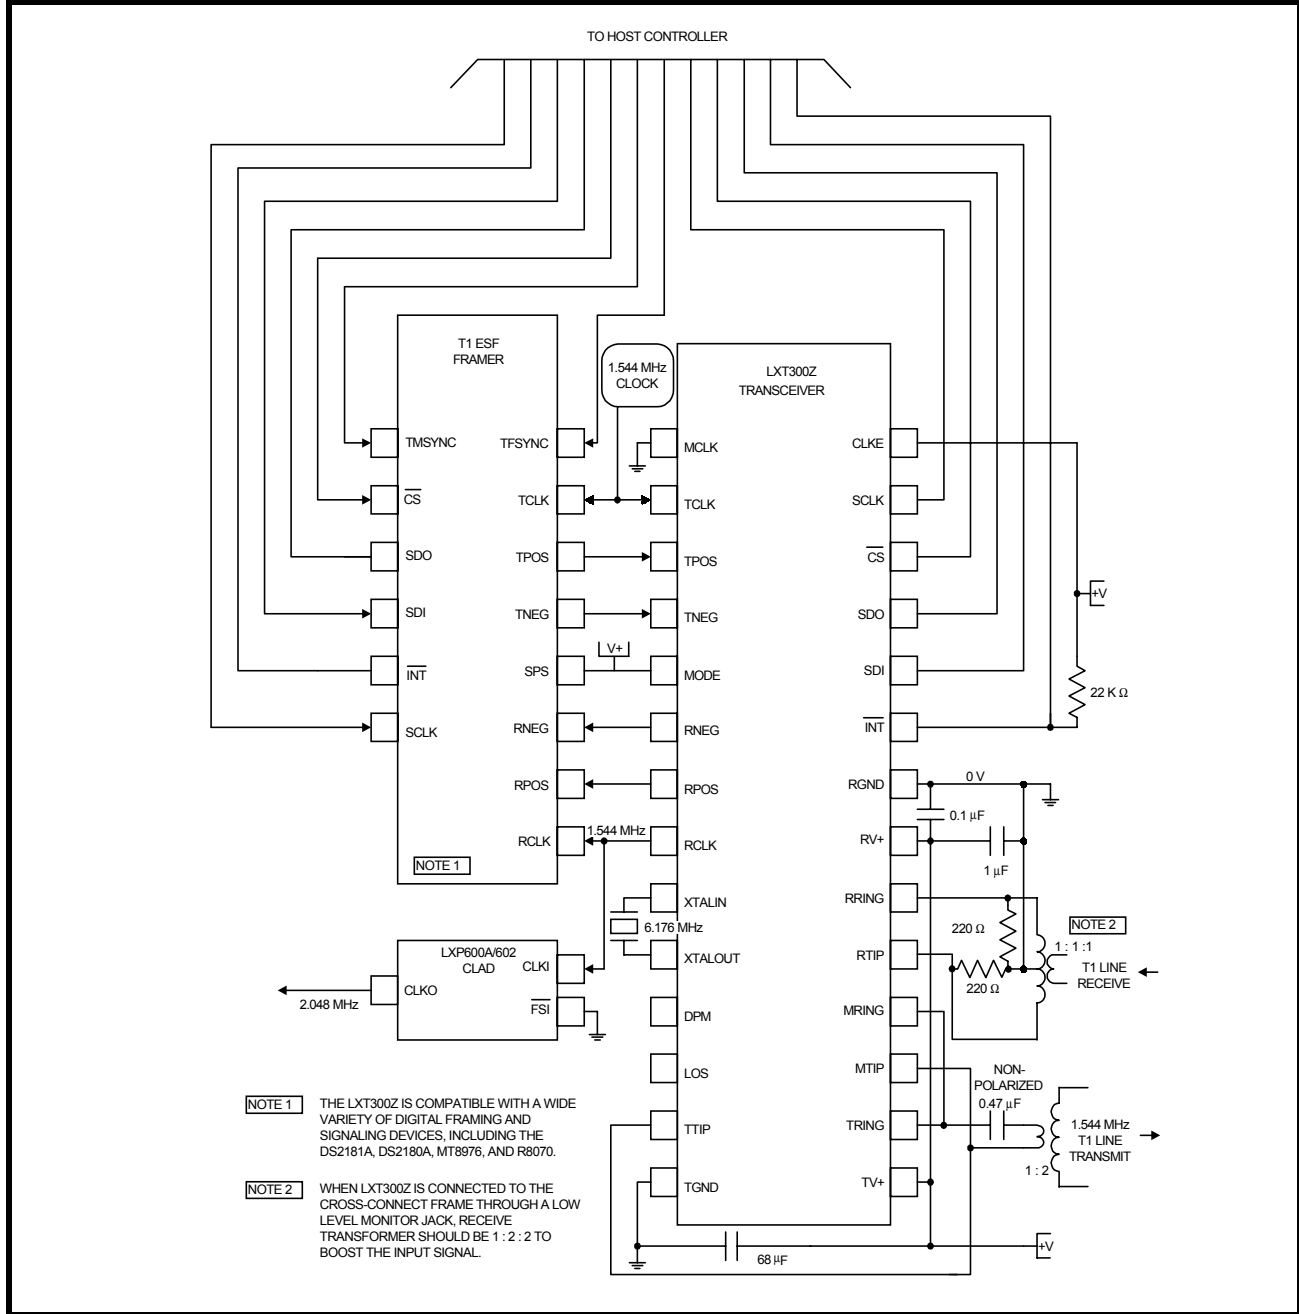 TO HOST CONTROLLER
T1 ESF
FRAMER
1.544 MHz
CLOCK
LXT300Z
TRANSCEIVER
TMSYNC
TFSYNC
MCLK
CLKE
CS
TCLK
TCLK
SCLK
SDO
TPOS
TPOS
CS
SDI
TNEG
TNEG
SDO
+V
INT
SPS
V+
MODE
SDI
22 K Ω
SCLK
RNEG
RNEG
INT
RPOS
RPOS
RGND
0 V
0.1 µF
RCLK
1.544 MHz
RCLK
RV+
1 µF
NOTE 1
XTALIN
RRING
6.176 MHz
220 Ω
NOTE 2
1 : 1 :1
LXP600A/602
CLAD
CLKI
XTALOUT
RTIP
T1 LINE
RECEIVE
220 Ω
CLKO
2.048 MHz
FSI
DPM
MRING
LOS
MTIP
NON-
POLARIZED
0.47 µF
NOTE 1
THE LXT300Z IS COMPATIBLE WITH A WIDE
VARIETY OF DIGITAL FRAMING AND
SIGNALING DEVICES, INCLUDING THE
DS2181A, DS2180A, MT8976, AND R8070.
TTIP
TRING
1.544 MHz
T1 LINE
TRANSMIT
1 : 2
NOTE 2
WHEN LXT300Z IS CONNECTED TO THE
CROSS-CONNECT FRAME THROUGH A LOW
LEVEL MONITOR JACK, RECEIVE
TRANSFORMER SHOULD BE 1 : 2 : 2 TO
BOOST THE INPUT SIGNAL.
TGND
TV+
68 µF
+V